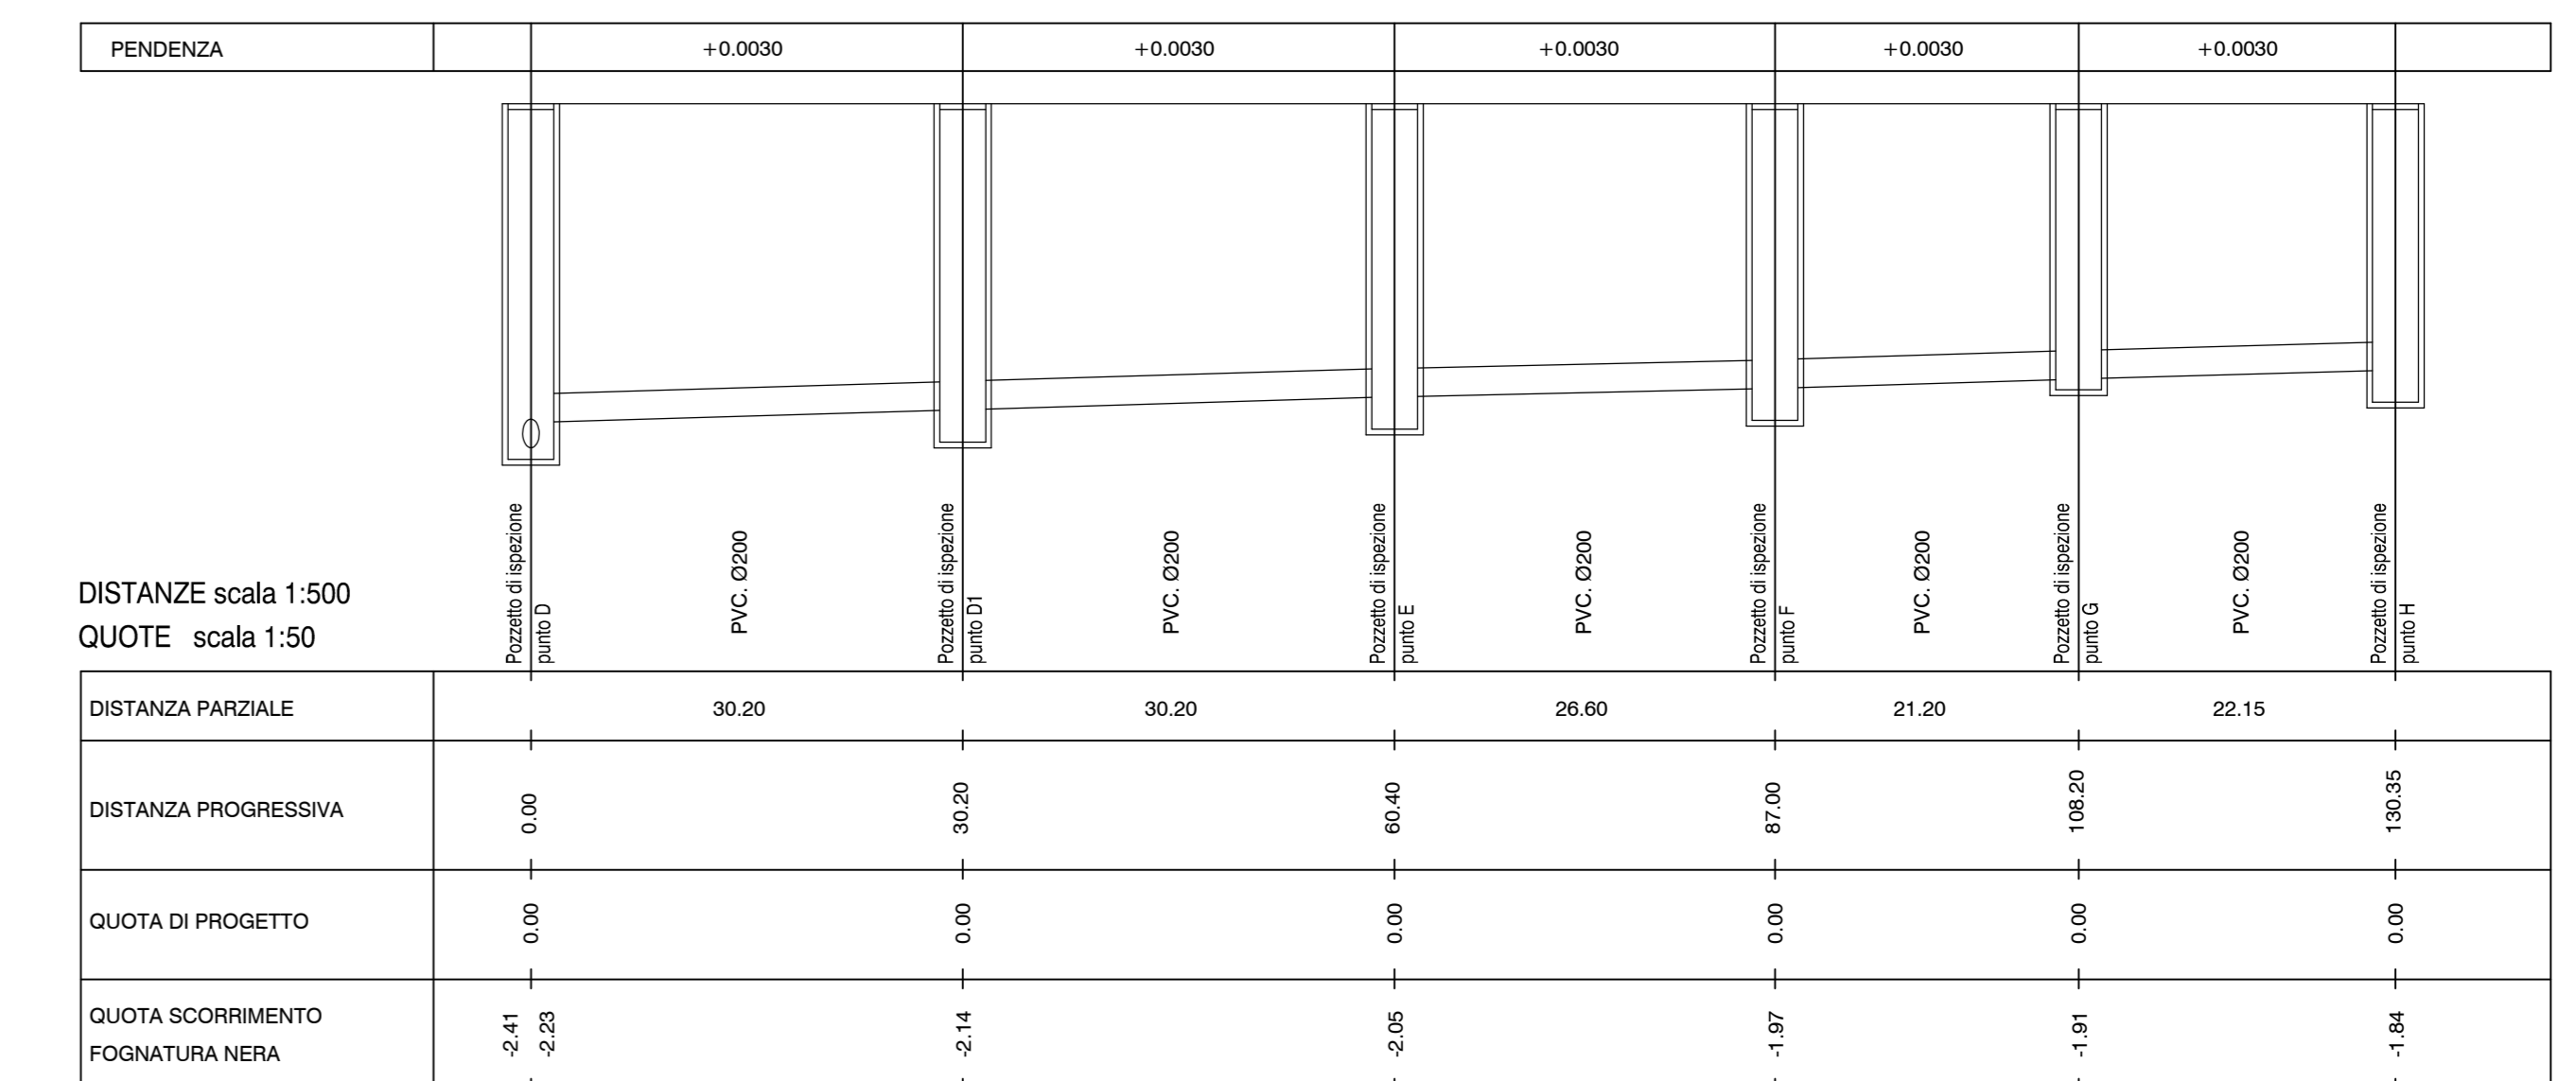 PENDENZA +0.0030 +0.0030 +0.0030 +0.0030 +0.0030
Pozzetto di ispezione
punto D
PVC. Ø200
Pozzetto di ispezione
punto D1
PVC. Ø200
Pozzetto di ispezione
punto E
PVC. Ø200
Pozzetto di ispezione
punto F
PVC. Ø200
Pozzetto di ispezione
punto G
PVC. Ø200
Pozzetto di ispezione
punto H
DISTANZE scala 1:500
QUOTE scala 1:50
DISTANZA PARZIALE 30.20 30.20 26.60 21.20 22.15
DISTANZA PROGRESSIVA 0.00 30.20 60.40 87.00 108.20 130.35
QUOTA DI PROGETTO 0.00 0.00 0.00 0.00 0.00 0.00
QUOTA SCORRIMENTO
FOGNATURA NERA
-2.41 -2.23 -2.14 -2.05 -1.97 -1.91 -1.84